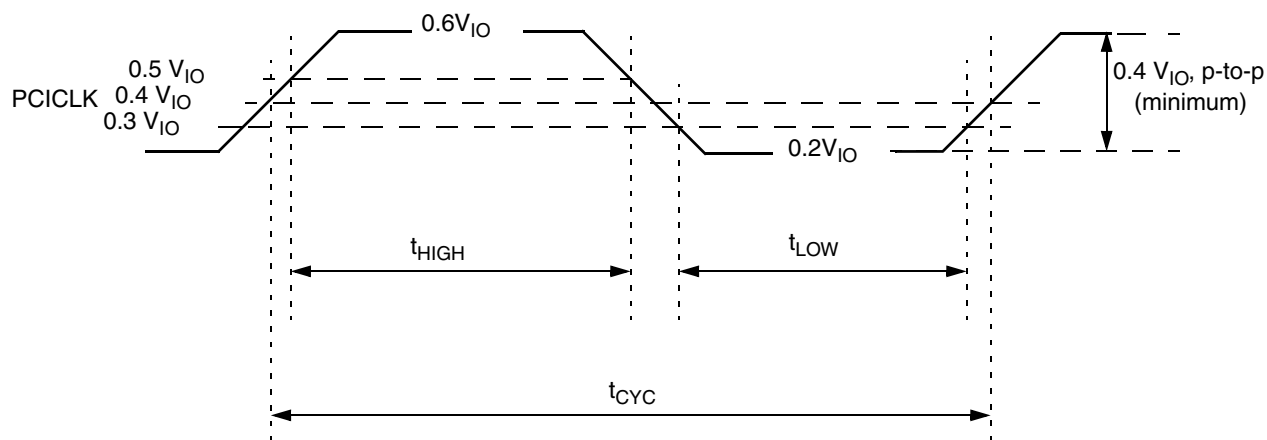 0.6V_IO
0.5 V_IO
PCICLK 0.4 V_IO
0.3 V_IO
0.4 V_IO, p-to-p
(minimum)
0.2V_IO
t_HIGH
t_LOW
t_CYC